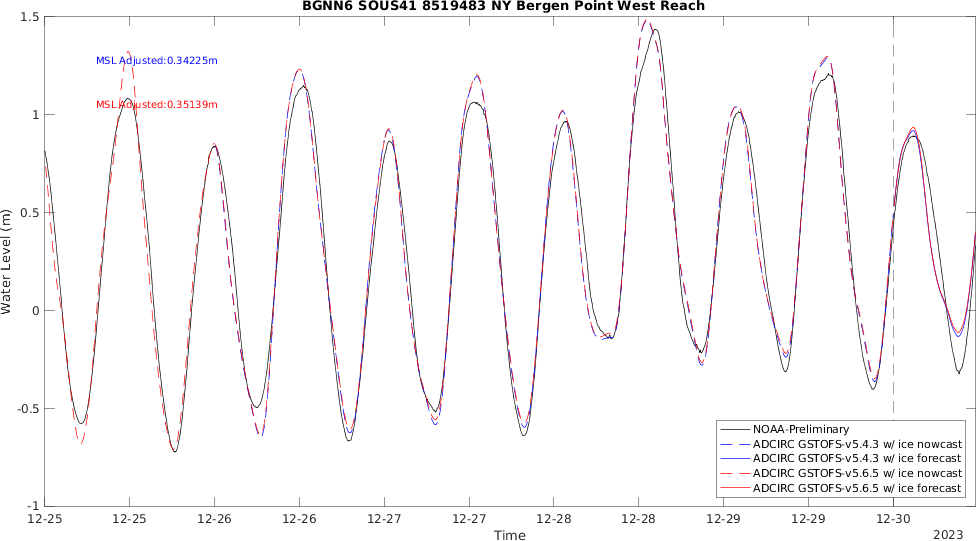 BGNN6 SOUS41 8519483 NY Bergen Point West Reach
1.5
MSL Adjusted:0.34225m
MSL Adjusted:0.35139m
1
0.5
Water Level (m)
0
-0.5
NOAA-Preliminary
ADCIRC GSTOFS-v5.4.3 w/ ice nowcast
ADCIRC GSTOFS-v5.4.3 w/ ice forecast
ADCIRC GSTOFS-v5.6.5 w/ ice nowcast
ADCIRC GSTOFS-v5.6.5 w/ ice forecast
-1
12-25 12-25 12-26 12-26 12-27 12-27 12-28 12-28 12-29 12-29 12-30
Time
2023